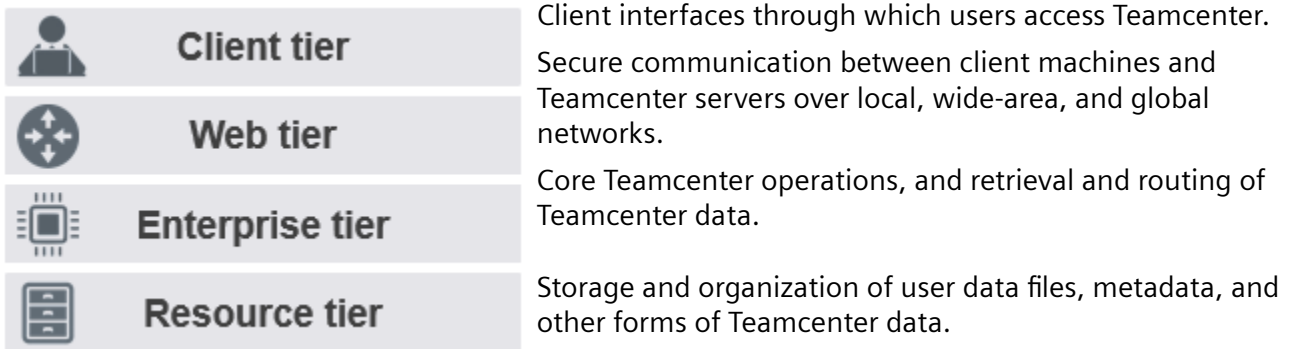 Client tier
Client interfaces through which users access Teamcenter.
Web tier
Secure communication between client machines and
Teamcenter servers over local, wide-area, and global
networks.
Enterprise tier
Core Teamcenter operations, and retrieval and routing of
Teamcenter data.
Resource tier
Storage and organization of user data files, metadata, and
other forms of Teamcenter data.